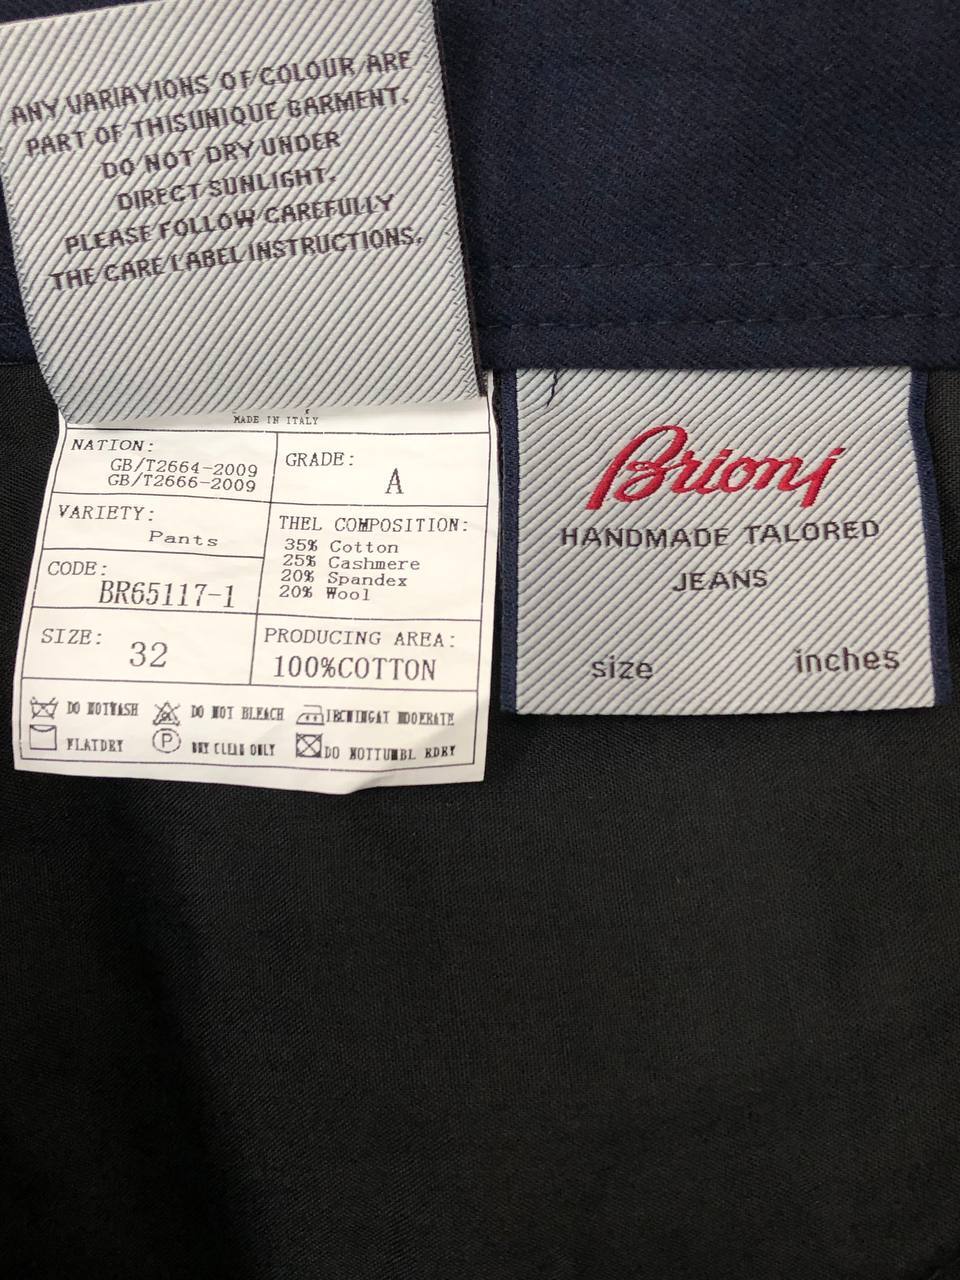 ANY VARIAYIONS OF COLOUR ARE
PART OF THISUNIQUE GARMENT.
DO NOT DRY UNDER
DIRECT SUNLIGHT.
PLEASE FOLLOW CAREFULLY
THE CARE LABEL INSTRUCTIONS.
MADE IN ITALY
NATION:
GB/T2664-2009
GB/T2666-2009
GRADE:
A
VARIETY:
Pants
THEL COMPOSITION:
35% Cotton
25% Cashmere
20% Spandex
20% Wool
CODE:
BR65117-1
SIZE:
32
PRODUCING AREA:
100%COTTON
DO NOTWASH
DO NOT BLEACH
IRCNINGAT MODERATE
FLATDRY
P
DRY CLEAN ONLY
DO NOTTUMBL RDRY
Brioni
HANDMADE TALORED
JEANS
size inches